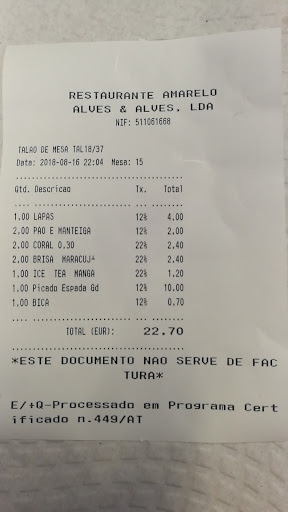 RESTAURANTE AMARELO
ALVES & ALVES, LDA
NIF: 511061668
TALAO DE MESA TAL18/37
Data: 2018-08-16 22:04 Mesa: 15
Qtd. Descricao Tx. Total
1.00 LAPAS 12% 4.00
2.00 PAO E MANTEIGA 12% 2.00
2.00 CORAL 0,30 22% 2.40
2.00 BRISA MARACUJ^ 22% 2.40
1.00 ICE TEA MANGA 22% 1.20
1.00 Picado Espada Gd 12% 10.00
1.00 BICA 12% 0.70
TOTAL (EUR): 22.70
*ESTE DOCUMENTO NAO SERVE DE FAC
TURA*
E/+Q-Processado em Programa Cert
ificado n.449/AT